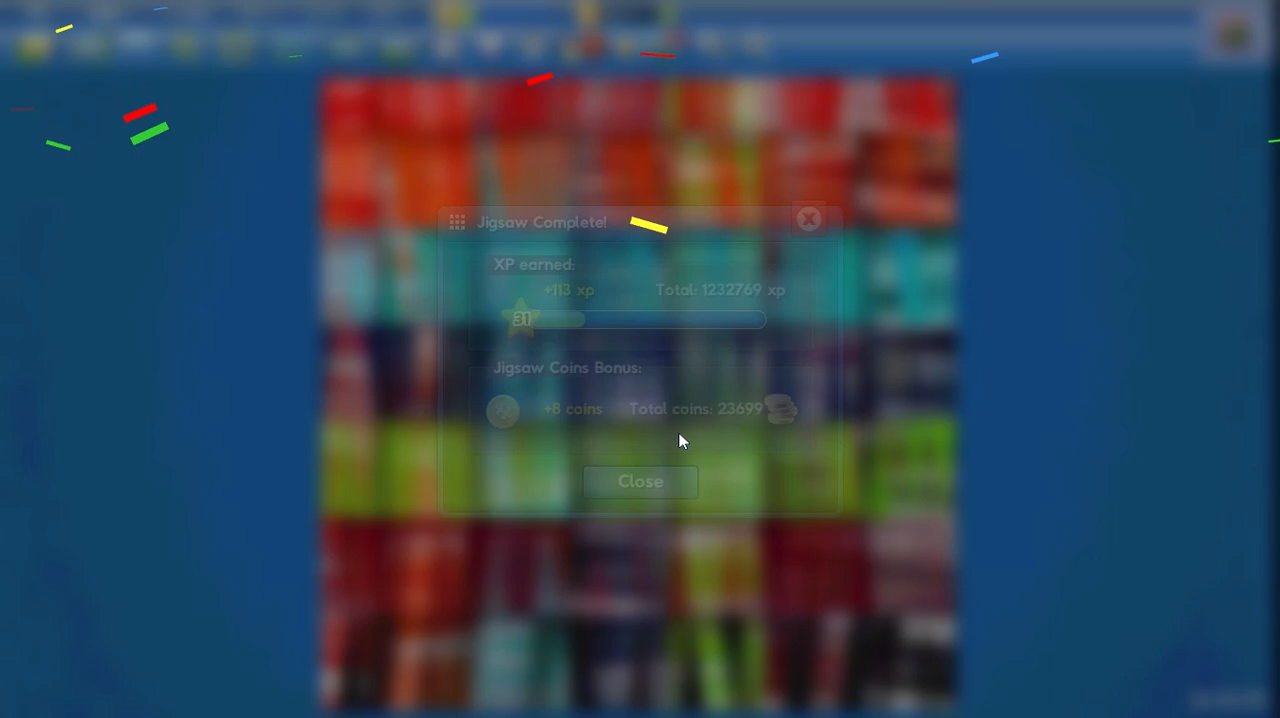 Jigsaw Complete!
XP earned:
+113 xp Total: 1232769 xp
31
Jigsaw Coins Bonus:
+8 coins Total coins: 23699
Close